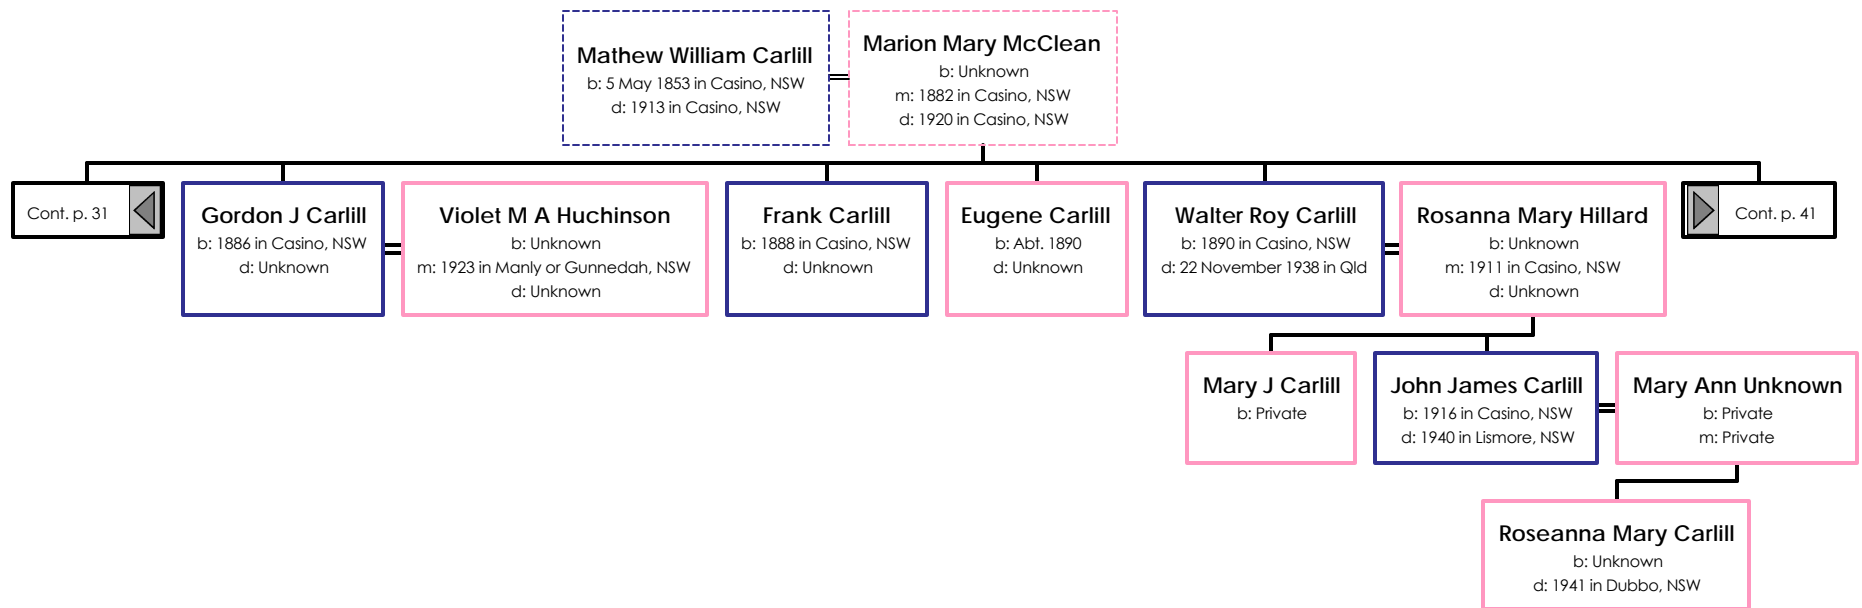 Mathew William Carlill
b: 5 May 1853 in Casino, NSW
d: 1913 in Casino, NSW
Marion Mary McClean
b: Unknown
m: 1882 in Casino, NSW
d: 1920 in Casino, NSW
Cont. p. 31
Gordon J Carlill
b: 1886 in Casino, NSW
d: Unknown
Violet M A Huchinson
b: Unknown
m: 1923 in Manly or Gunnedah, NSW
d: Unknown
Frank Carlill
b: 1888 in Casino, NSW
d: Unknown
Eugene Carlill
b: Abt. 1890
d: Unknown
Walter Roy Carlill
b: 1890 in Casino, NSW
d: 22 November 1938 in Qld
Rosanna Mary Hillard
b: Unknown
m: 1911 in Casino, NSW
d: Unknown
Cont. p. 41
Mary J Carlill
b: Private
John James Carlill
b: 1916 in Casino, NSW
d: 1940 in Lismore, NSW
Mary Ann Unknown
b: Private
m: Private
Roseanna Mary Carlill
b: Unknown
d: 1941 in Dubbo, NSW